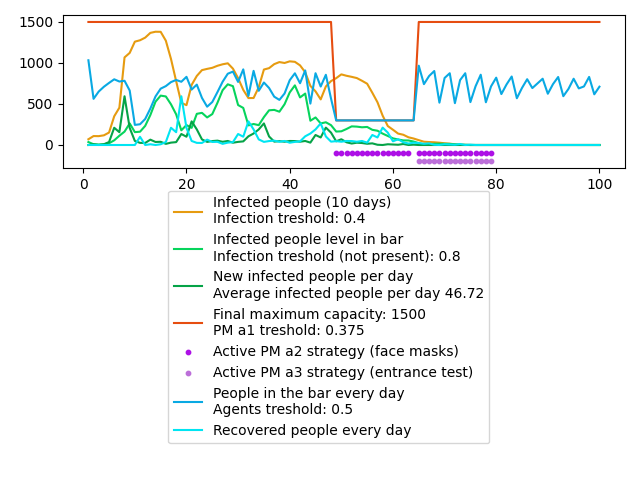 1500
1000
500
0
0 20 40 60 80 100
Infected people (10 days)
Infection treshold: 0.4
Infected people level in bar
Infection treshold (not present): 0.8
New infected people per day
Average infected people per day 46.72
Final maximum capacity: 1500
PM a1 treshold: 0.375
Active PM a2 strategy (face masks)
Active PM a3 strategy (entrance test)
People in the bar every day
Agents treshold: 0.5
Recovered people every day